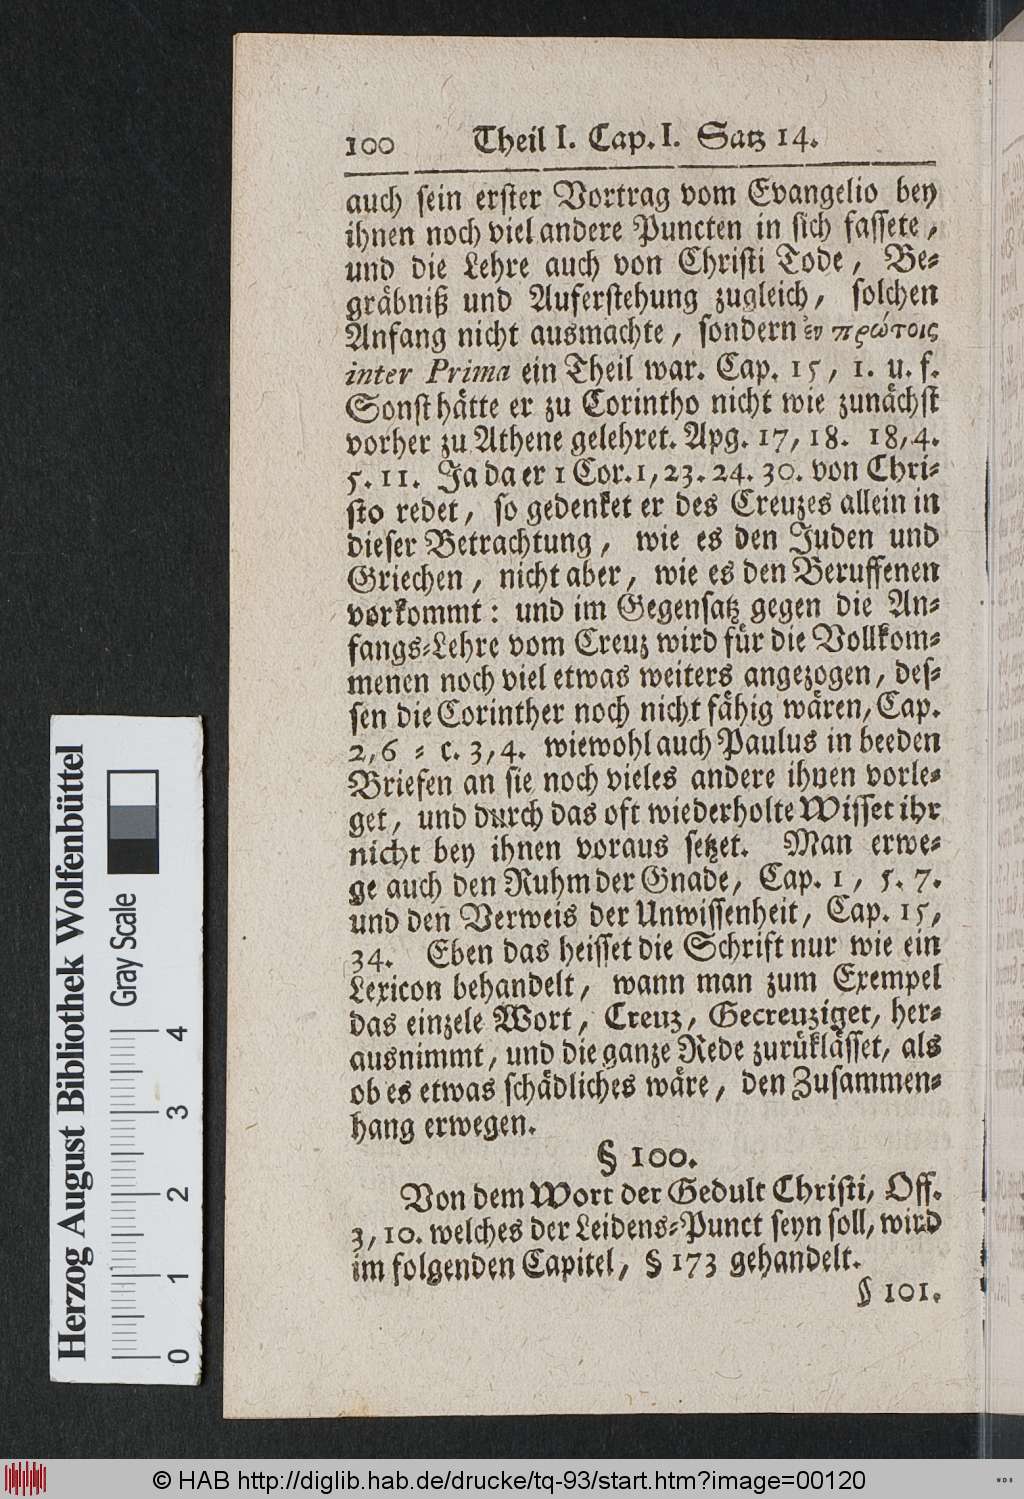 100 Theil I. Cap. I. Satz 14.
auch sein erster Vortrag vom Evangelio bey
ihnen noch viel andere Puncten in sich fassete,
und die Lehre auch von Christi Tode, Be-
gräbniß und Auferstehung zugleich, solchen
Anfang nicht ausmachte, sondern ἐν πρώτοις
inter Prima ein Theil war. Cap. 15, 1. u. f.
Sonst hätte er zu Corintho nicht wie zunächst
vorher zu Athene gelehret. Apg. 17, 18. 18, 4.
5. 11. Ja da er 1 Cor. 1, 23. 24. 30. von Chri-
sto redet, so gedenket er des Creuzes allein in
dieser Betrachtung, wie es den Juden und
Griechen, nicht aber, wie es den Beruffenen
vorkommt: und im Gegensatz gegen die An-
fangs-Lehre vom Creuz wird für die Vollkom-
menen noch viel etwas weiters angezogen, des-
sen die Corinther noch nicht fähig wären, Cap.
2, 6 - c. 3, 4. wiewohl auch Paulus in beeden
Briefen an sie noch vieles andere ihnen vorle-
get, und durch das oft wiederholte Wisset ihr
nicht bey ihnen voraus setzet. Man erwe-
ge auch den Ruhm der Gnade, Cap. 1, 5. 7.
und den Verweis der Unwissenheit, Cap. 15,
34. Eben das heisset die Schrift nur wie ein
Lexicon behandelt, wann man zum Exempel
das einzele Wort, Creuz, Gecreuziget, her-
ausnimmt, und die ganze Rede zurüklässet, als
ob es etwas schädliches wäre, den Zusammen-
hang erwegen.
§ 100.
Von dem Wort der Gedult Christi, Off.
3, 10. welches der Leidens-Punct seyn soll, wird
im folgenden Capitel, § 173 gehandelt.
§ 101.
Herzog August Bibliothek Wolfenbüttel
Gray Scale
0 1 2 3 4
© HAB http://diglib.hab.de/drucke/tq-93/start.htm?image=00120
WDB